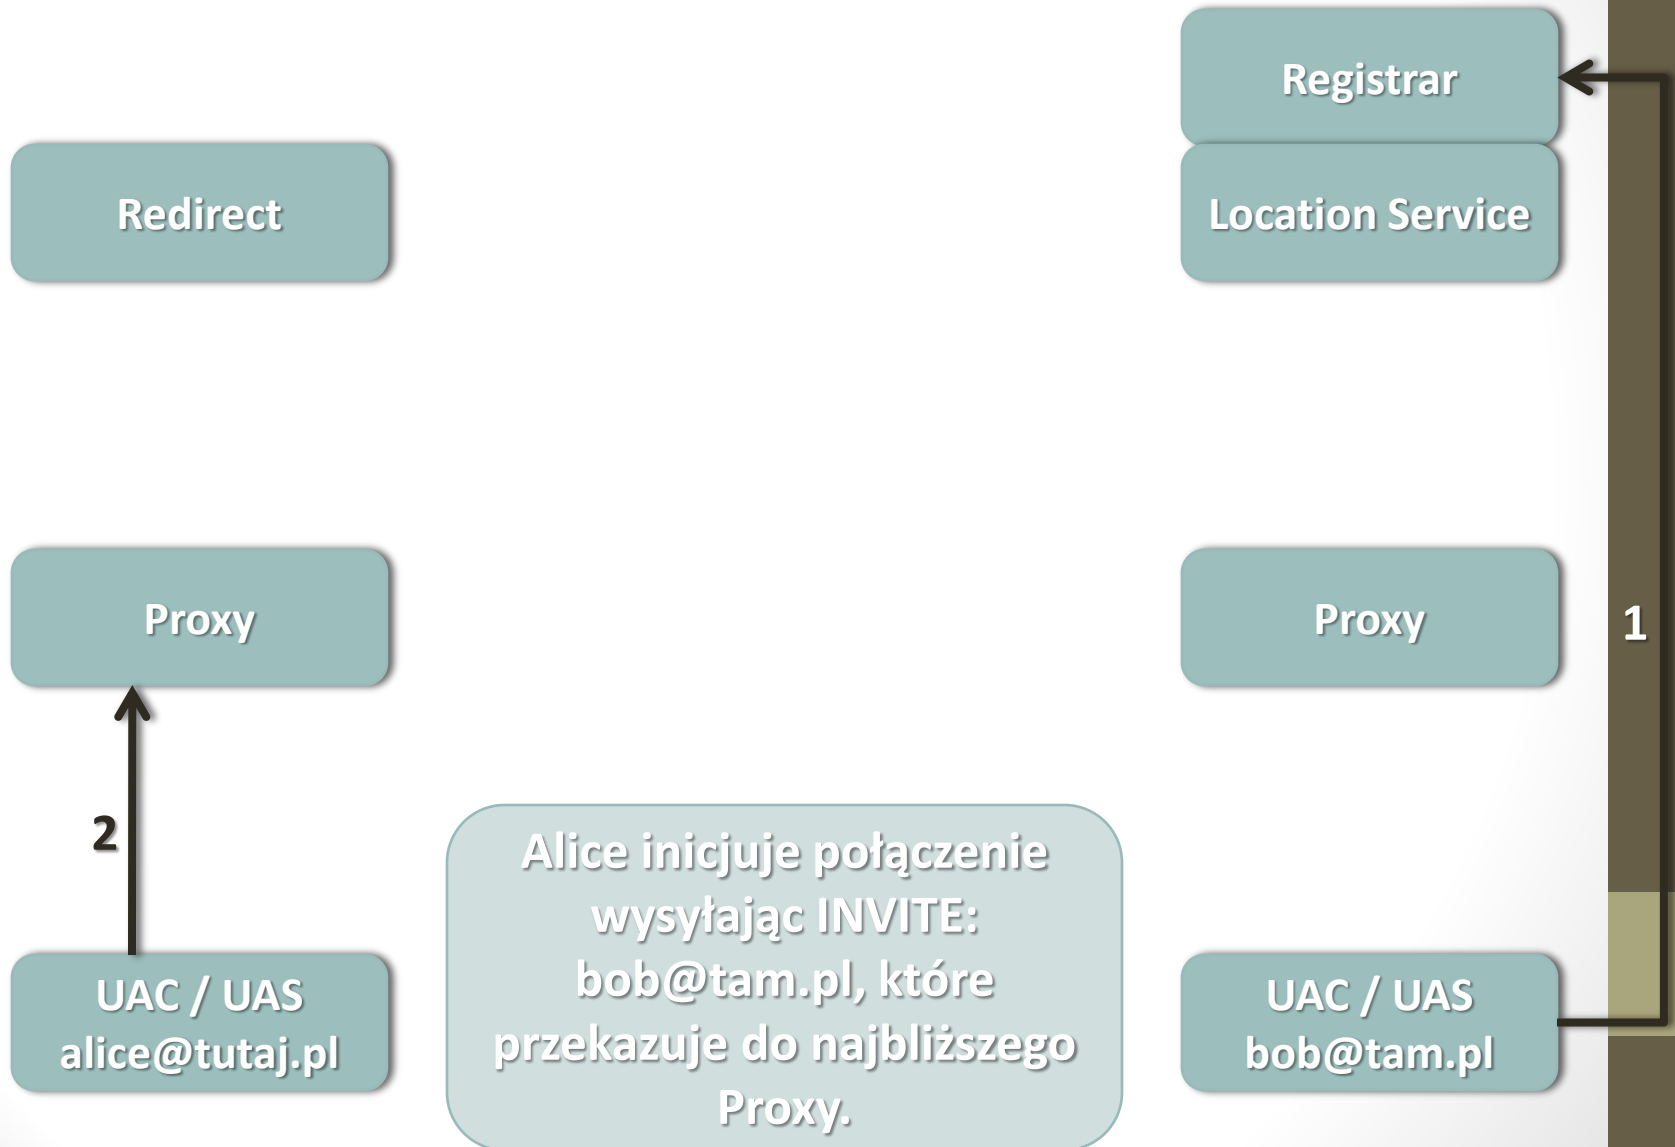 Registrar
Redirect
Location Service
Proxy
Proxy
1
2
Alice inicjuje połączenie
wysyłając INVITE:
bob@tam.pl, które
przekazuje do najbliższego
Proxy.
UAC / UAS
alice@tutaj.pl
UAC / UAS
bob@tam.pl